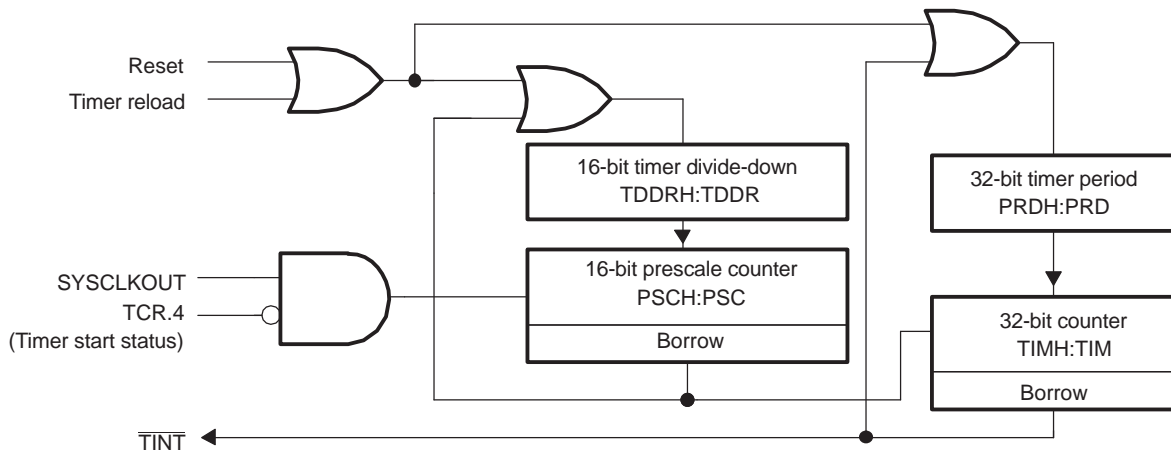 Reset
Timer reload
16-bit timer divide-down
TDDRH:TDDR
32-bit timer period
PRDH:PRD
SYSCLKOUT
TCR.4
(Timer start status)
16-bit prescale counter
PSCH:PSC
Borrow
32-bit counter
TIMH:TIM
Borrow
TINT